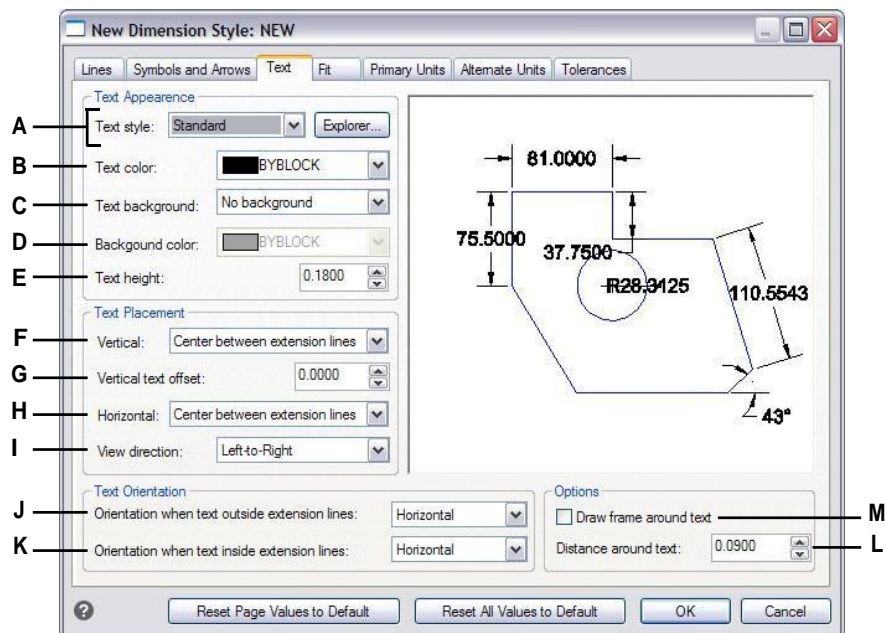 New Dimension Style: NEW
Lines Symbols and Arrows Text Fit Primary Units Alternate Units Tolerances
Text Appearence
A Text style: Standard Explorer...
B Text color: BYBLOCK
C Text background: No background
D Backgound color: BYBLOCK
E Text height: 0.1800
Text Placement
F Vertical: Center between extension lines
G Vertical text offset: 0.0000
H Horizontal: Center between extension lines
I View direction: Left-to-Right
81.0000
75.5000
37.7500
R28.3125
110.5543
43°
Text Orientation
J Orientation when text outside extension lines: Horizontal
K Orientation when text inside extension lines: Horizontal
Options
Draw frame around text M
Distance around text: 0.0900 L
? Reset Page Values to Default Reset All Values to Default OK Cancel